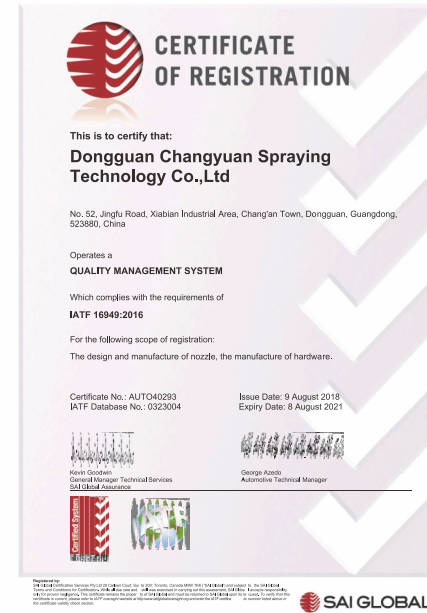 CERTIFICATE
OF REGISTRATION
This is to certify that:
Dongguan Changyuan Spraying
Technology Co.,Ltd
No. 52, Jingfu Road, Xiabian Industrial Area, Chang'an Town, Dongguan, Guangdong,
523880, China
Operates a
QUALITY MANAGEMENT SYSTEM
Which complies with the requirements of
IATF 16949:2016
For the following scope of registration:
The design and manufacture of nozzle, the manufacture of hardware.
Certificate No.: AUTO40293
IATF Database No.: 0323004
Issue Date: 9 August 2018
Expiry Date: 8 August 2021
Kevin Goodwin
General Manager Technical Services
SAI Global Assurance
George Azedo
Automotive Technical Manager
Certified System
Registered by:
SAI GLOBAL